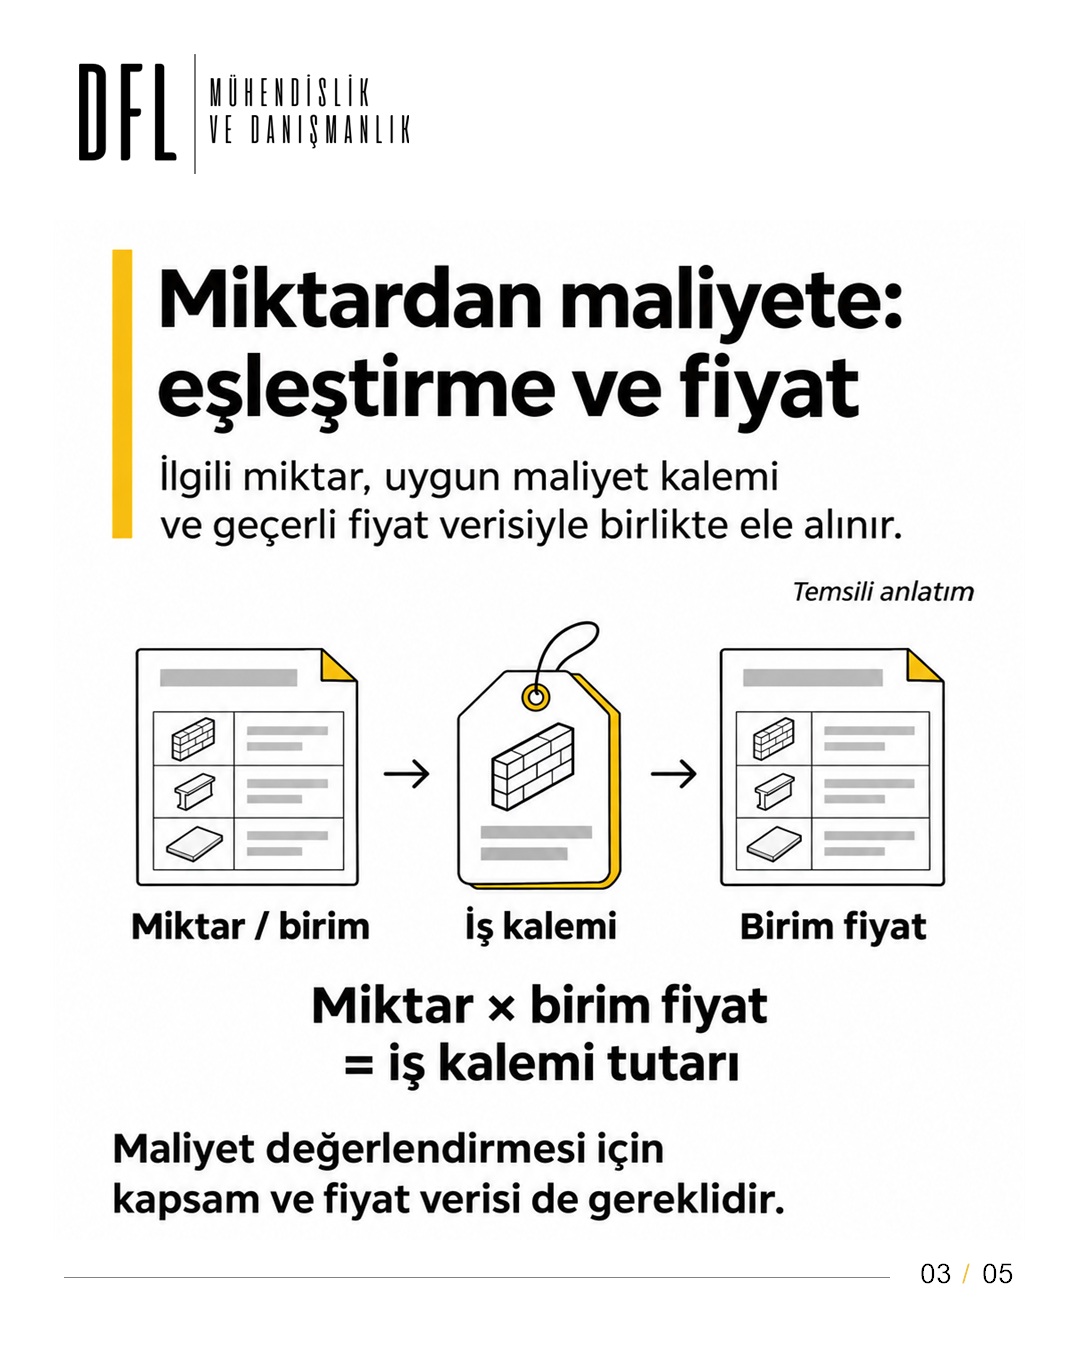 DFL
MÜHENDİSLİK
VE DANIŞMANLIK
Miktardan maliyete:
eşleştirme ve fiyat
İlgili miktar, uygun maliyet kalemi
ve geçerli fiyat verisiyle birlikte ele alınır.
Temsili anlatım
Miktar / birim
İş kalemi
Birim fiyat
Miktar × birim fiyat
= iş kalemi tutarı
Maliyet değerlendirmesi için
kapsam ve fiyat verisi de gereklidir.
03 / 05